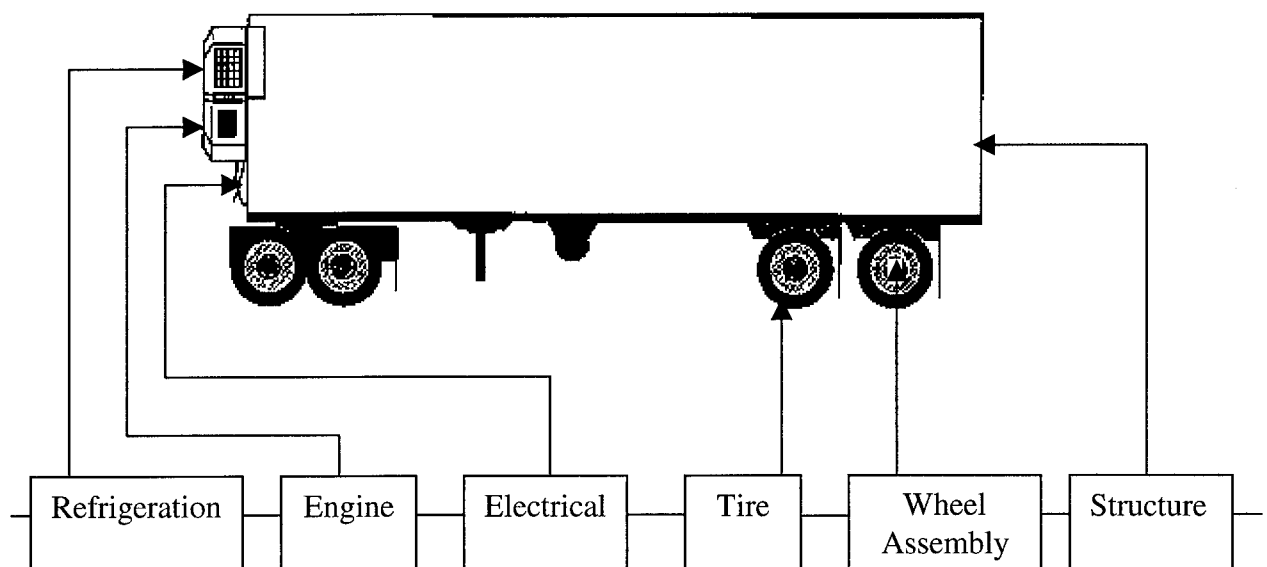 Refrigeration
Engine
Electrical
Tire
Wheel
Assembly
Structure